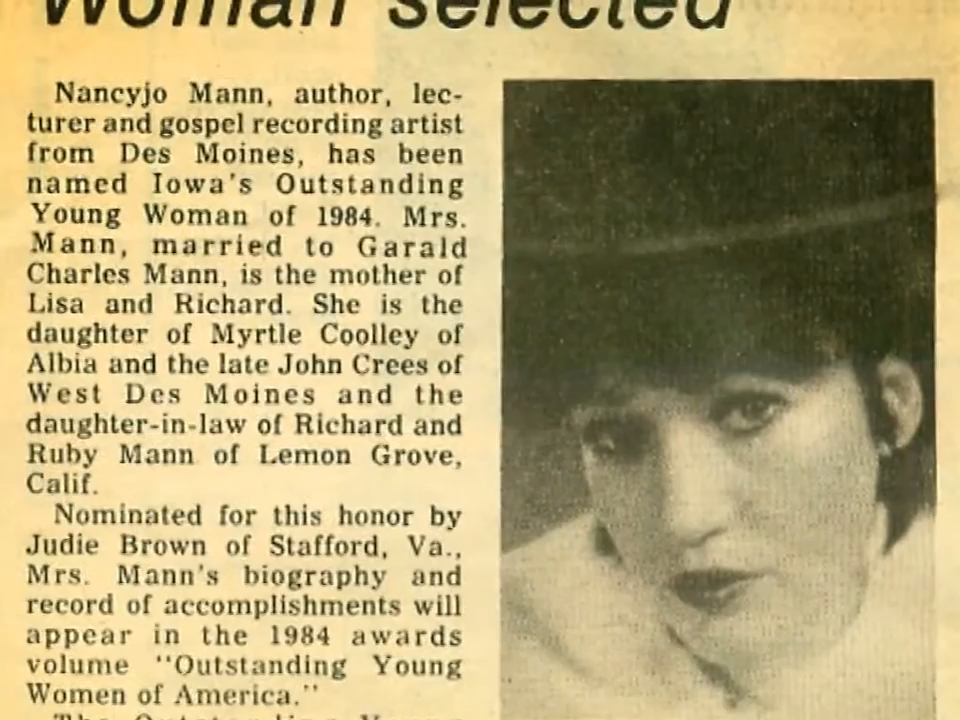 Woman selected
Nancyjo Mann, author, lec-
turer and gospel recording artist
from Des Moines, has been
named Iowa's Outstanding
Young Woman of 1984. Mrs.
Mann, married to Garald
Charles Mann, is the mother of
Lisa and Richard. She is the
daughter of Myrtle Coolley of
Albia and the late John Crees of
West Des Moines and the
daughter-in-law of Richard and
Ruby Mann of Lemon Grove,
Calif.
Nominated for this honor by
Judie Brown of Stafford, Va.,
Mrs. Mann's biography and
record of accomplishments will
appear in the 1984 awards
volume "Outstanding Young
Women of America."
The Outstanding Young